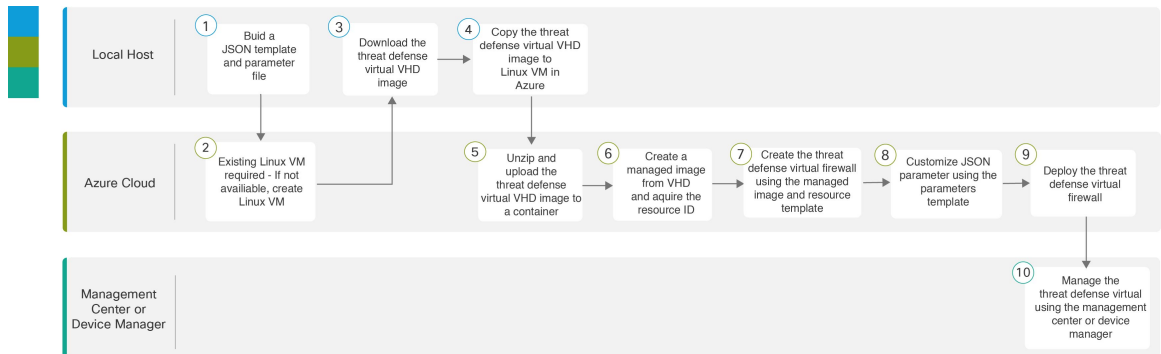 Local Host
1
Buid a
JSON template
and parameter
file
3
Download the
threat defense
virtual VHD
image
4
Copy the threat
defense virtual VHD
image to
Linux VM in
Azure
Azure Cloud
2
Existing Linux VM
required - If not
availiable, create
Linux VM
5
Unzip and
upload the
threat defense
virtual VHD image to
a container
6
Create a
managed image
from VHD
and aquire the
resource ID
7
Create the threat
defense virtual firewall
using the managed
image and resource
template
8
Customize JSON
parameter using the
parameters
template
9
Deploy the threat
defense virtual
firewall
Management
Center or
Device Manager
10
Manage the
threat defense virtual
using the management
center or device
manager